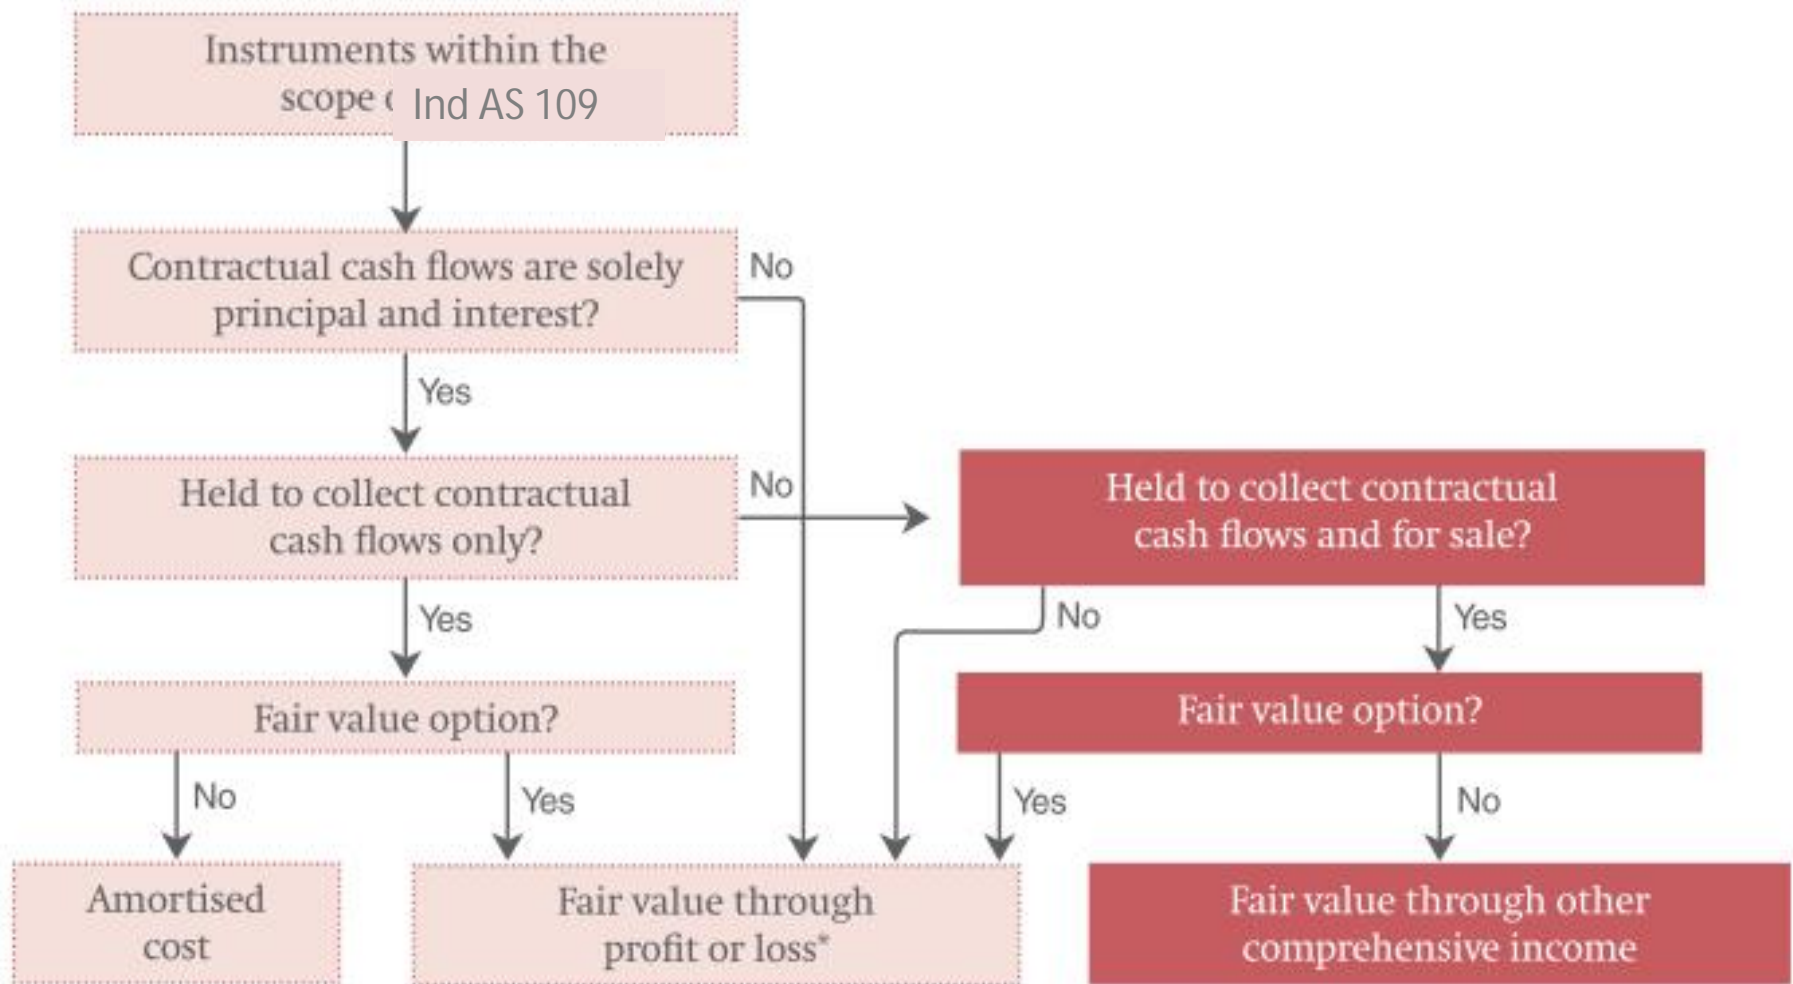 Instruments within the
scope
Ind AS 109
Contractual cash flows are solely
principal and interest?
No
Yes
Held to collect contractual
cash flows only?
No
Held to collect contractual
cash flows and for sale?
Yes
No
Yes
Fair value option?
Fair value option?
No
Yes
Yes
No
Amortised
cost
Fair value through
profit or loss*
Fair value through other
comprehensive income